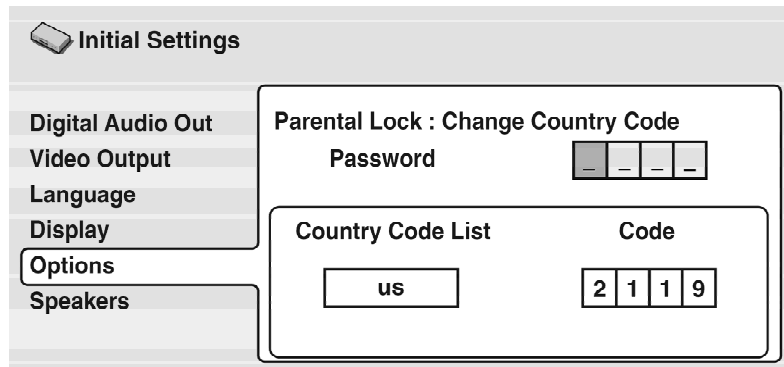 Initial Settings
Digital Audio Out
Video Output
Language
Display
Options
Speakers
Parental Lock : Change Country Code
Password _ _ _ _
Country Code List Code
us 2 1 1 9